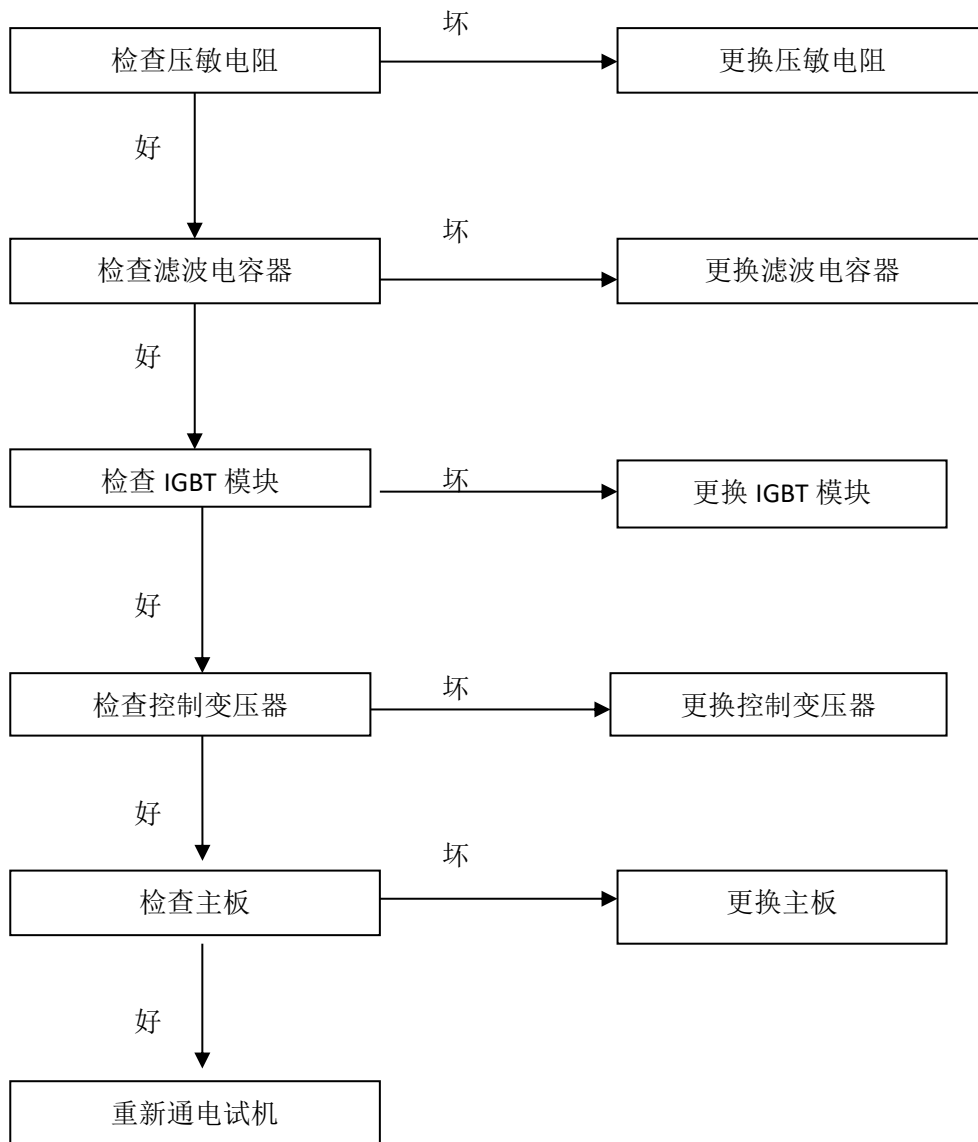 坏
检查压敏电阻
更换压敏电阻
好
坏
检查滤波电容器
更换滤波电容器
好
检查 IGBT 模块
坏
更换 IGBT 模块
好
检查控制变压器
坏
更换控制变压器
好
坏
检查主板
更换主板
好
重新通电试机